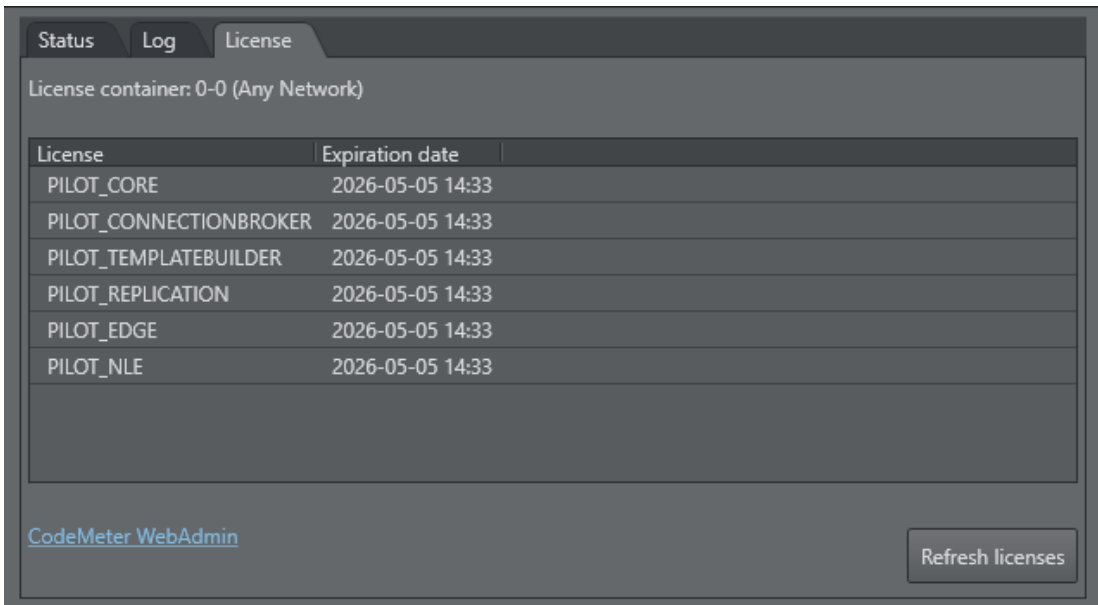 Status Log License
License container: 0-0 (Any Network)
License Expiration date
PILOT_CORE 2026-05-05 14:33
PILOT_CONNECTIONBROKER 2026-05-05 14:33
PILOT_TEMPLATEBUILDER 2026-05-05 14:33
PILOT_REPLICATION 2026-05-05 14:33
PILOT_EDGE 2026-05-05 14:33
PILOT_NLE 2026-05-05 14:33
CodeMeter WebAdmin
Refresh licenses